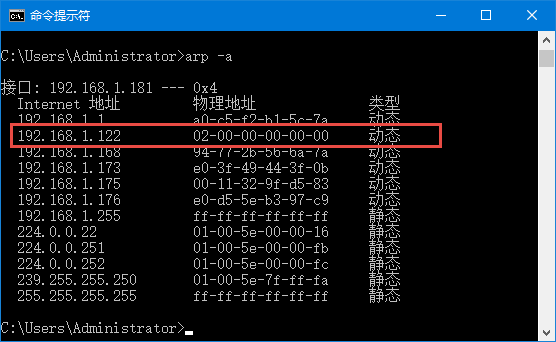 命令提示符
C:\Users\Administrator>arp -a
接口: 192.168.1.181 --- 0x4
Internet 地址 物理地址 类型
192.168.1.1 a0-c5-f2-b1-5c-7a 动态
192.168.1.122 02-00-00-00-00-00 动态
192.168.1.168 94-77-2b-56-6a-7a 动态
192.168.1.173 e0-3f-49-44-3f-0b 动态
192.168.1.175 00-11-32-9f-d5-83 动态
192.168.1.176 e0-d5-5e-b3-97-c9 动态
192.168.1.255 ff-ff-ff-ff-ff-ff 静态
224.0.0.22 01-00-5e-00-00-16 静态
224.0.0.251 01-00-5e-00-00-fb 静态
224.0.0.252 01-00-5e-00-00-fc 静态
239.255.255.250 01-00-5e-7f-ff-fa 静态
255.255.255.255 ff-ff-ff-ff-ff-ff 静态
C:\Users\Administrator>